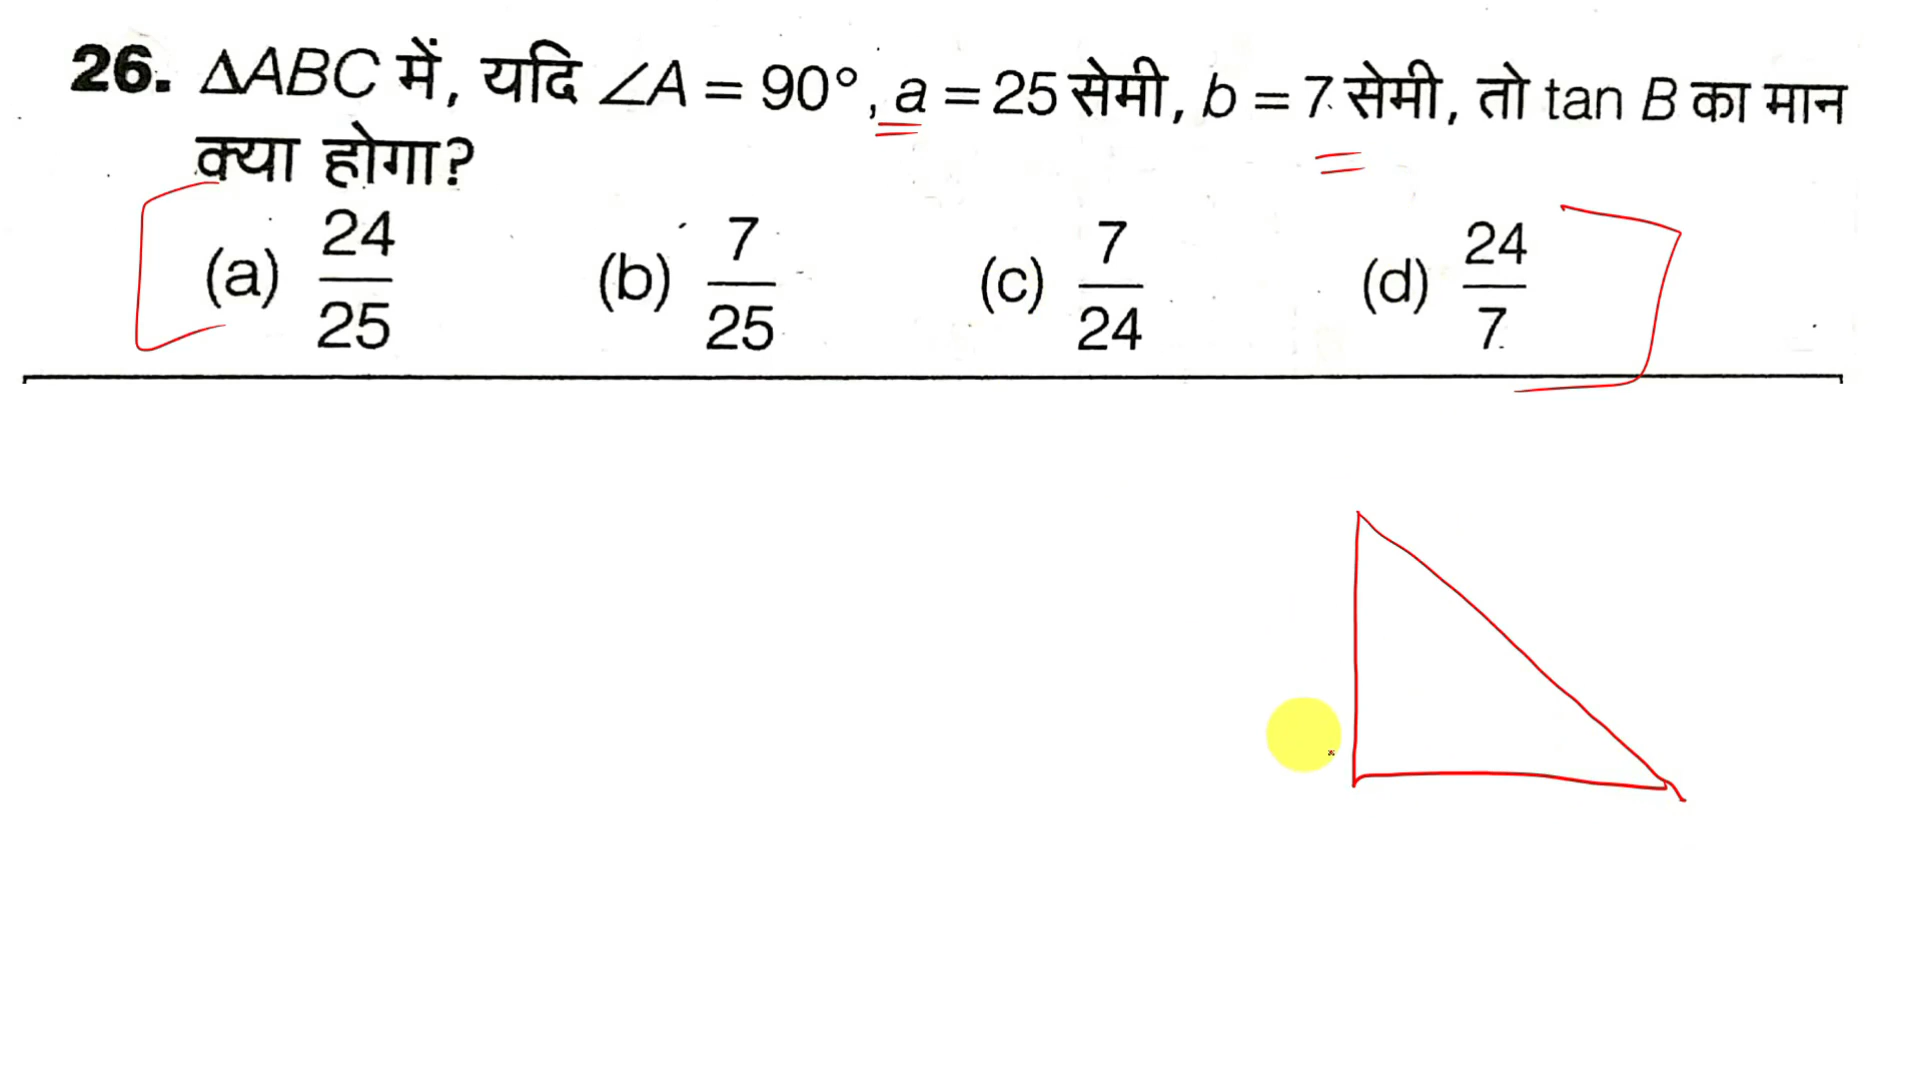 26. ΔABC में, यदि ∠A = 90°, a = 25 सेमी, b = 7 सेमी, तो tan B का मान
क्या होगा?
(a) 24/25 (b) 7/25 (c) 7/24 (d) 24/7